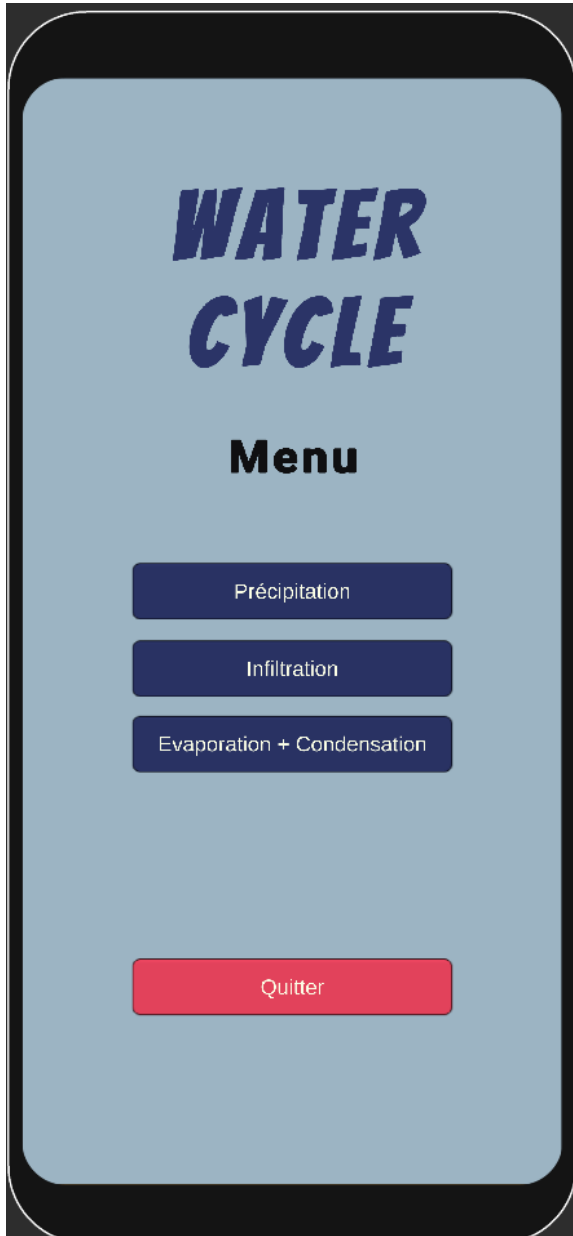 WATER
CYCLE
Menu
Précipitation
Infiltration
Evaporation + Condensation
Quitter